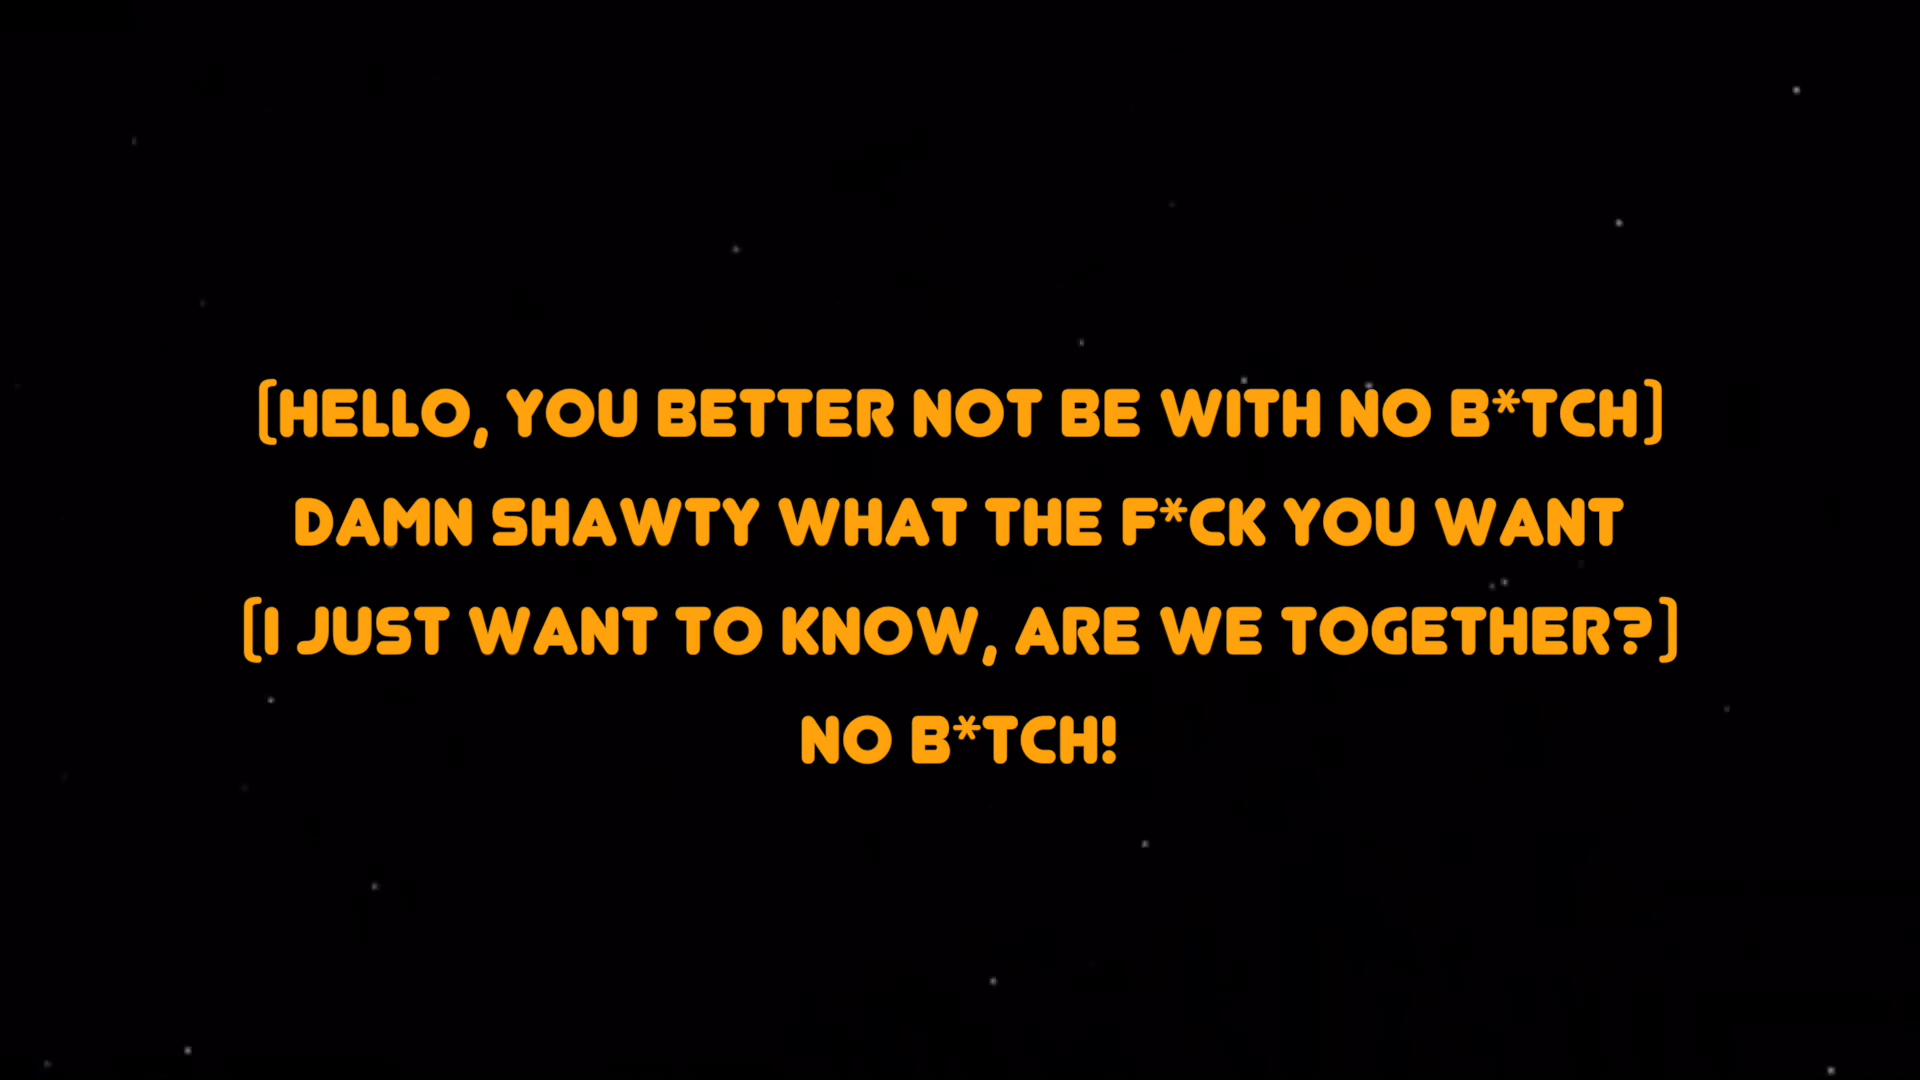 (HELLO, YOU BETTER NOT BE WITH NO B*TCH)
DAMN SHAWTY WHAT THE F*CK YOU WANT
(I JUST WANT TO KNOW, ARE WE TOGETHER?)
NO B*TCH!